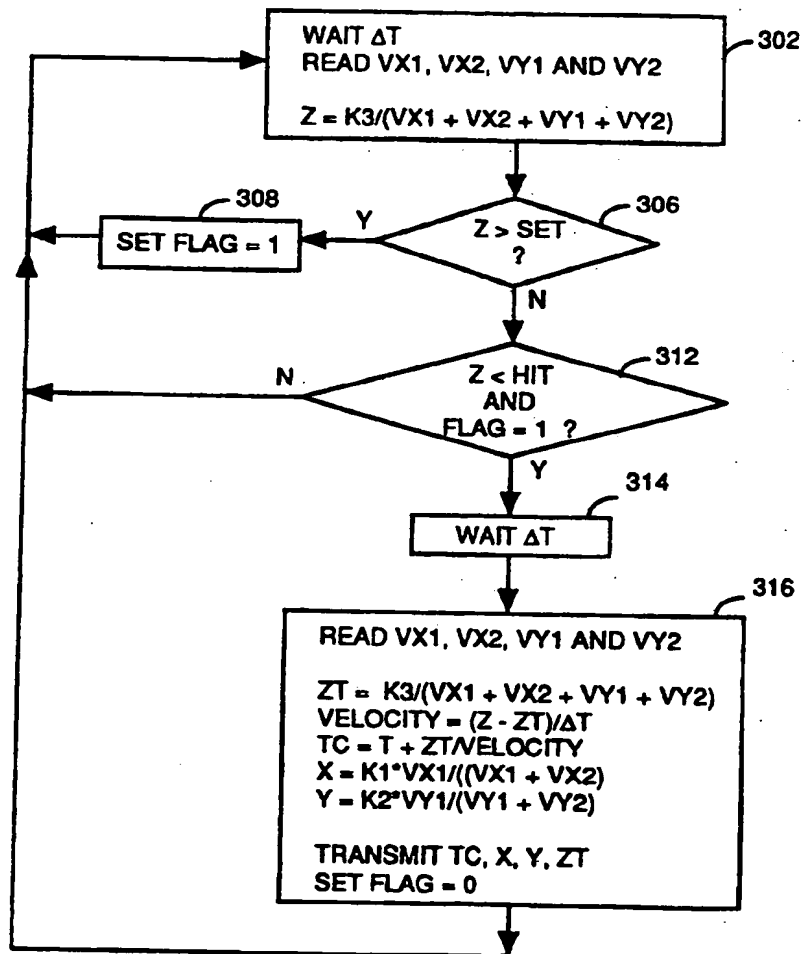 WAIT ΔT
302
READ VX1, VX2, VY1 AND VY2
Z = K3/(VX1 + VX2 + VY1 + VY2)
308
306
Y
SET FLAG = 1
Z > SET
?
N
312
N
Z < HIT
AND
FLAG = 1 ?
Y
314
WAIT ΔT
316
READ VX1, VX2, VY1 AND VY2
ZT = K3/(VX1 + VX2 + VY1 + VY2)
VELOCITY = (Z - ZT)/ΔT
TC = T + ZT/VELOCITY
X = K1*VX1/((VX1 + VX2)
Y = K2*VY1/(VY1 + VY2)
TRANSMIT TC, X, Y, ZT
SET FLAG = 0